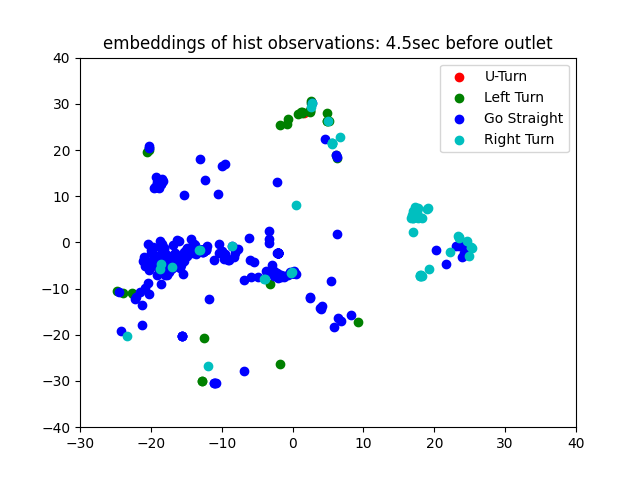 embeddings of hist observations: 4.5sec before outlet
U-Turn
Left Turn
Go Straight
Right Turn
40
30
20
10
0
−10
−20
−30
−40
−30 −20 −10 0 10 20 30 40